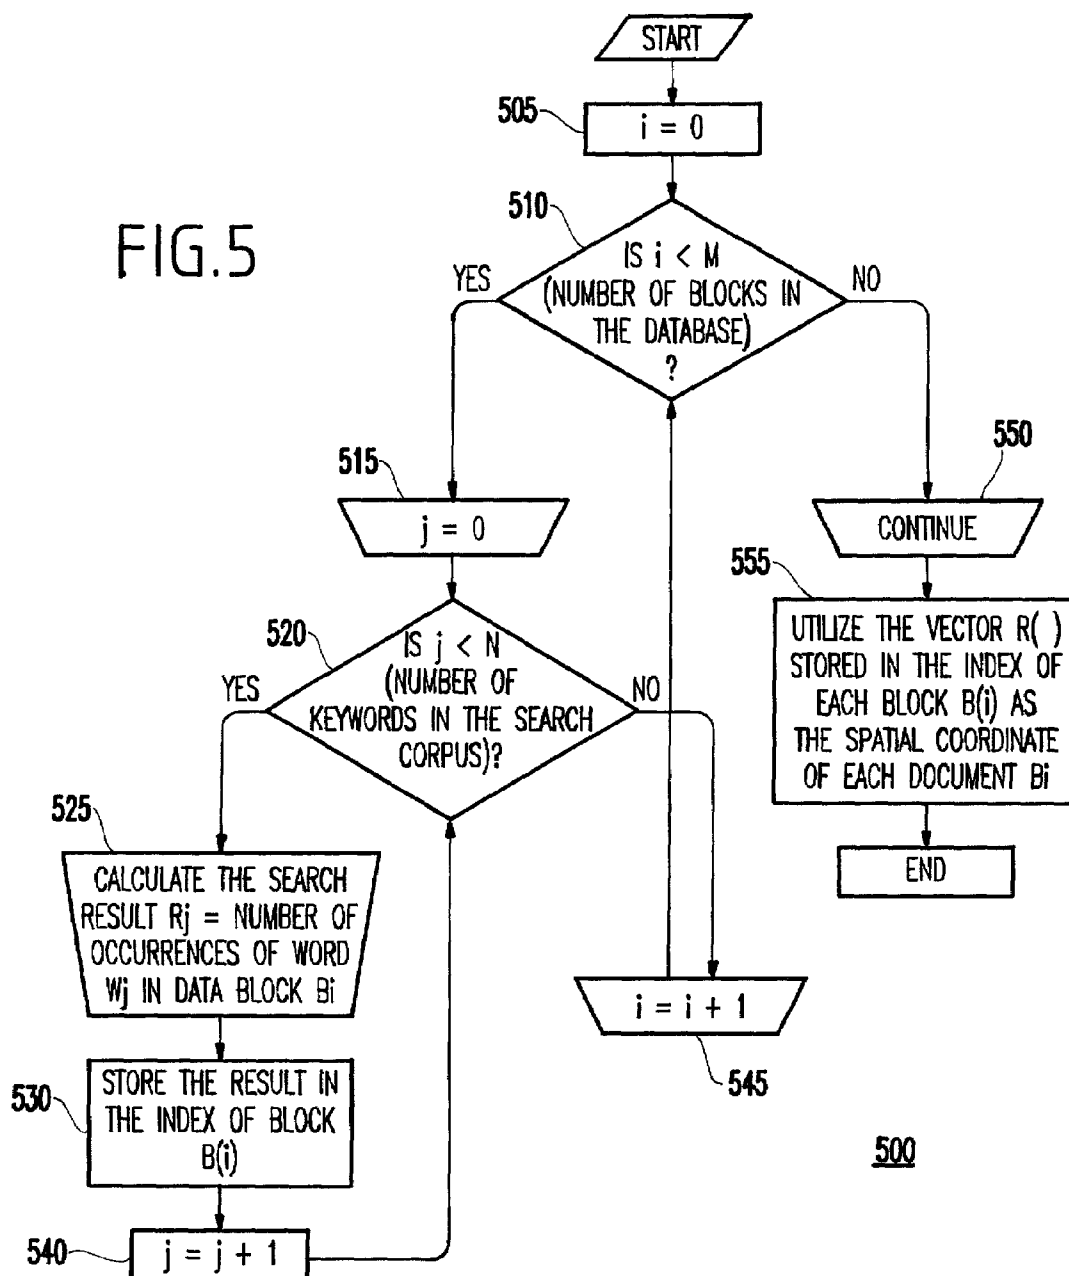 START
505
i = 0
FIG.5
510
IS i < M
(NUMBER OF BLOCKS IN
THE DATABASE)
?
YES
NO
515
j = 0
550
CONTINUE
520
IS j < N
(NUMBER OF
KEYWORDS IN THE SEARCH
CORPUS)?
YES
NO
555
UTILIZE THE VECTOR R( )
STORED IN THE INDEX OF
EACH BLOCK B(i) AS
THE SPATIAL COORDINATE
OF EACH DOCUMENT Bi
END
525
CALCULATE THE SEARCH
RESULT Rj = NUMBER OF
OCCURRENCES OF WORD
Wj IN DATA BLOCK Bi
i = i + 1
545
530
STORE THE RESULT IN
THE INDEX OF BLOCK
B(i)
540
j = j + 1
500